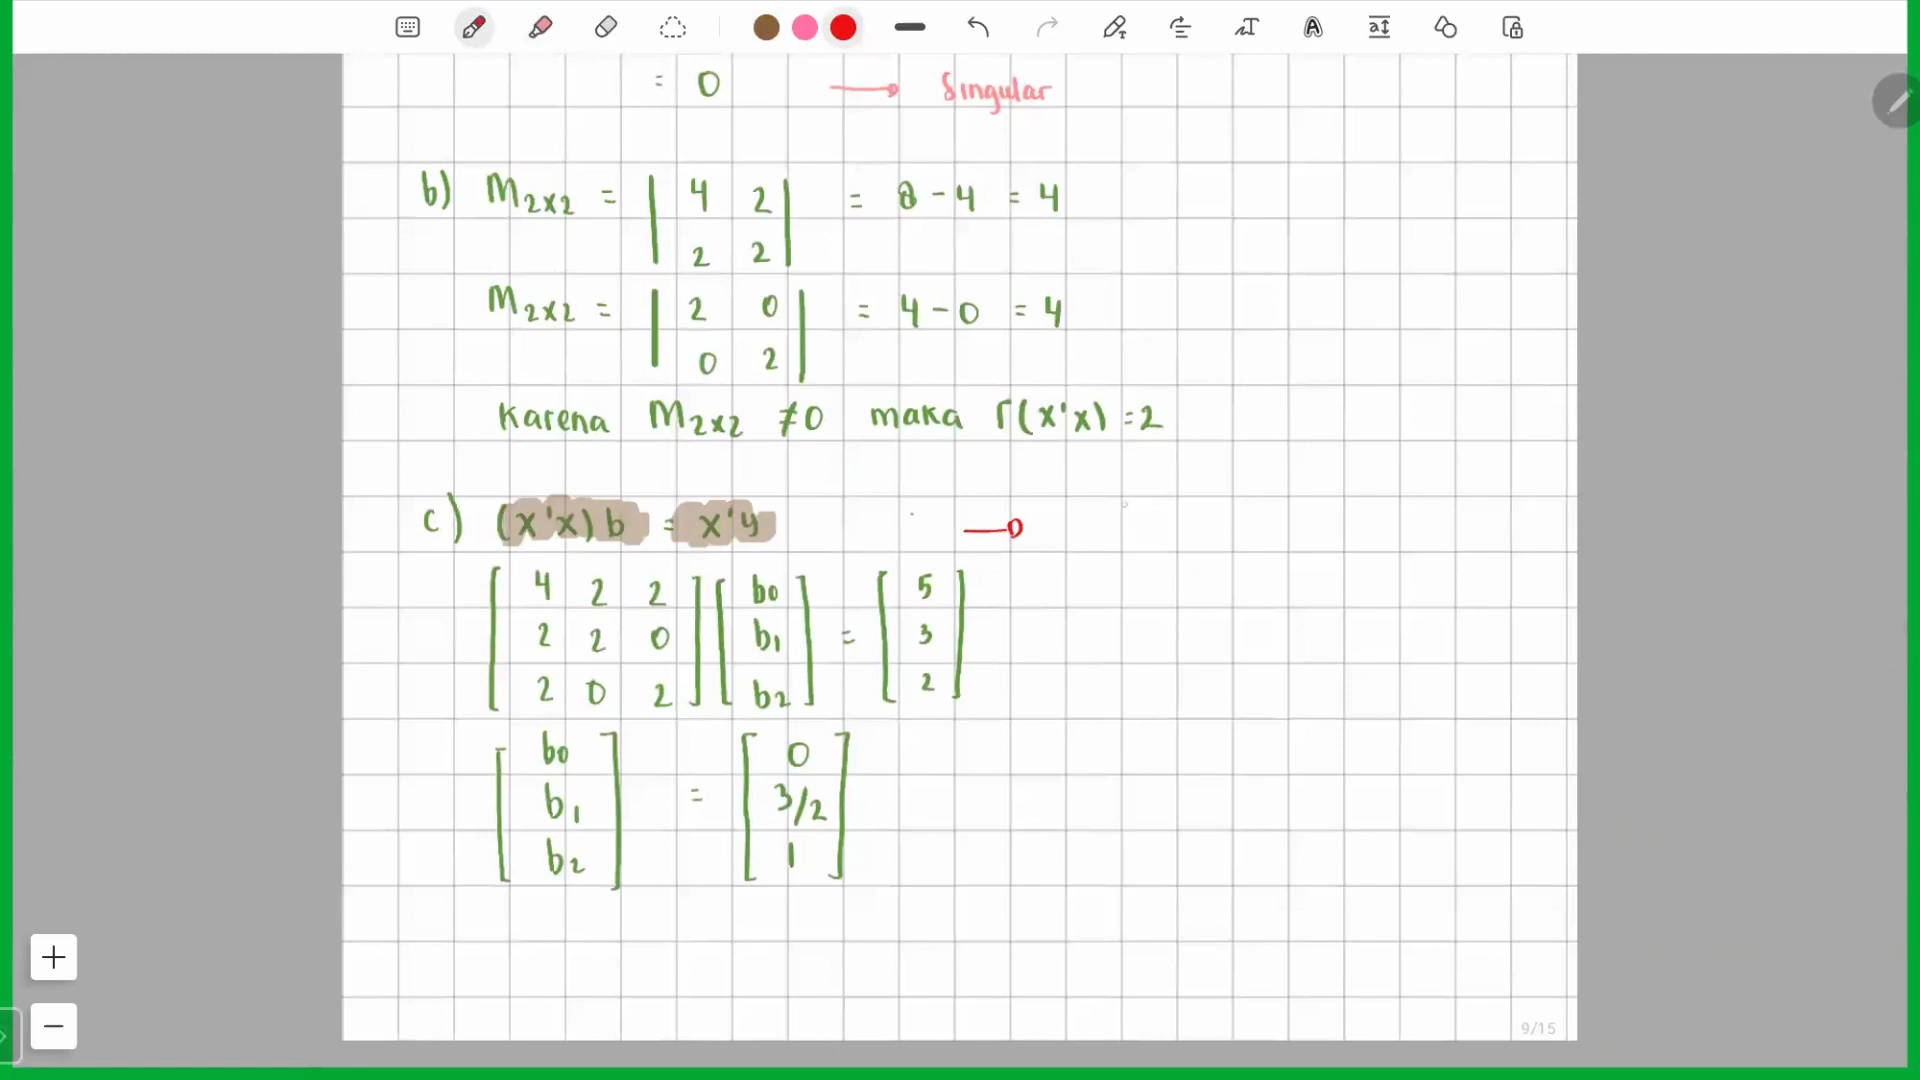 = 0 → Singular
b) M2x2 = | 4 2 | = 8 - 4 = 4
| 2 2 |
M2x2 = | 2 0 | = 4 - 0 = 4
| 0 2 |
Karena M2x2 ≠ 0 maka r(x'x) = 2
c) (x'x) b = x'y →
[ 4 2 2 ] [ b0 ] = [ 5 ]
[ 2 2 0 ] [ b1 ] [ 3 ]
[ 2 0 2 ] [ b2 ] [ 2 ]
[ b0 ] = [ 0 ]
[ b1 ] [ 3/2 ]
[ b2 ] [ 1 ]
9/15